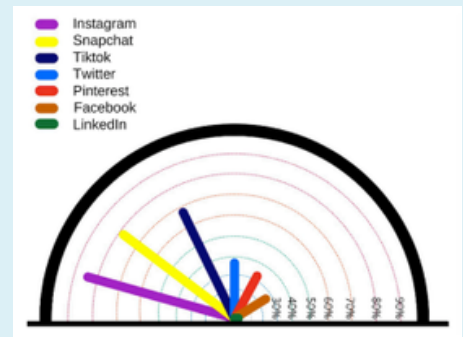 Instagram
Snapchat
Tiktok
Twitter
Pinterest
Facebook
LinkedIn
30% 40% 50% 60% 70% 80% 90%